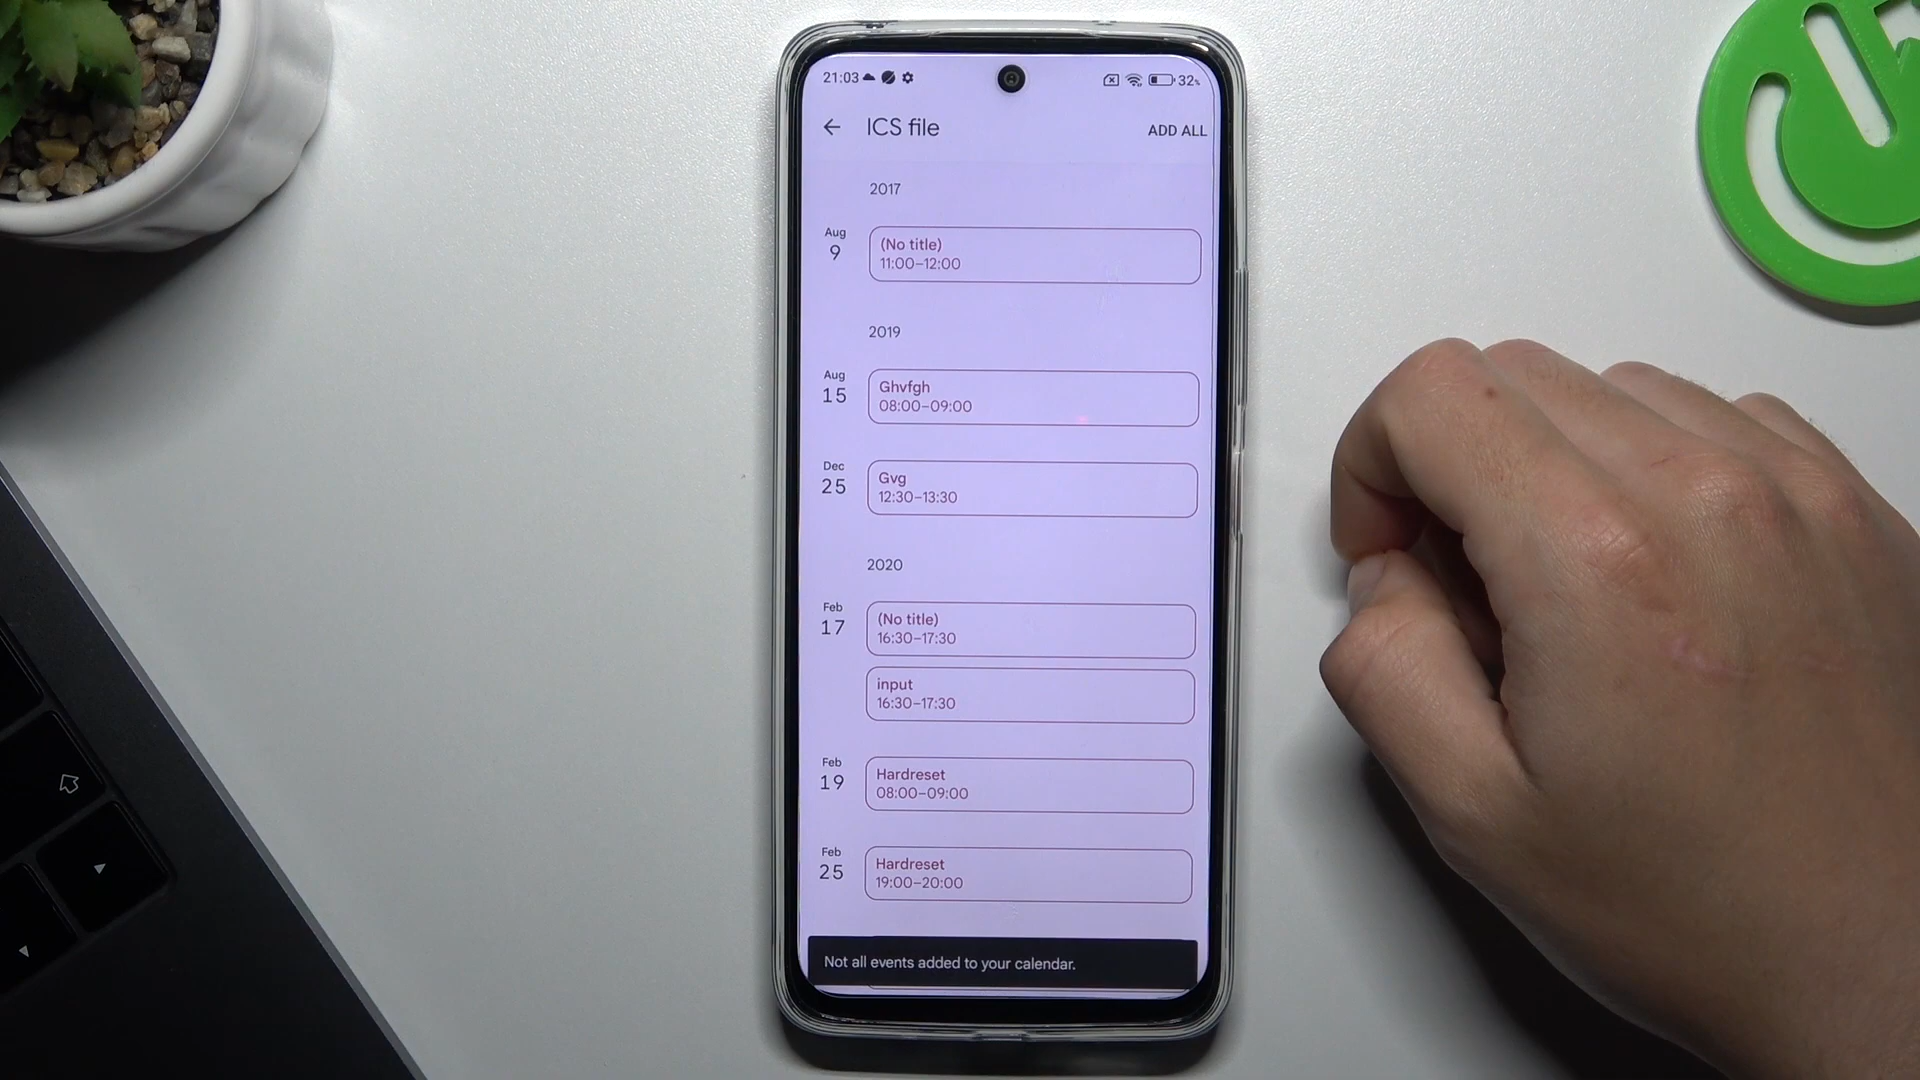 21:03 32%
ICS file ADD ALL
2017
Aug
9
(No title)
11:00–12:00
2019
Aug
15
Ghvfgh
08:00–09:00
Dec
25
Gvg
12:30–13:30
2020
Feb
17
(No title)
16:30–17:30
input
16:30–17:30
Feb
19
Hardreset
08:00–09:00
Feb
25
Hardreset
19:00–20:00
Not all events added to your calendar.